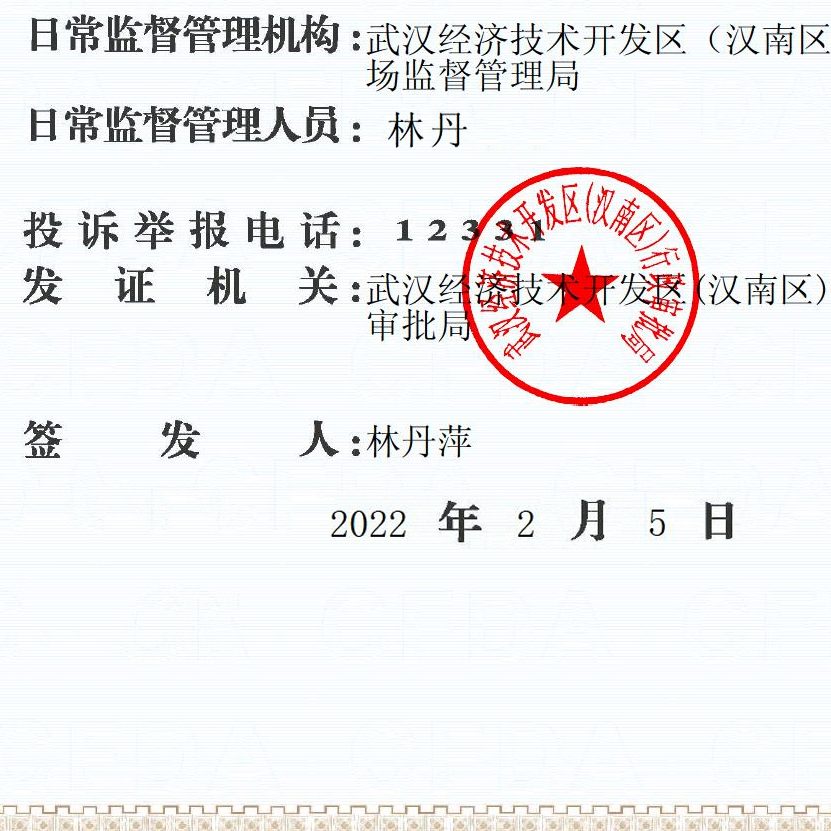 日常监督管理机构:武汉经济技术开发区（汉南区
场监督管理局
日常监督管理人员: 林丹
投诉举报电话: 12331
发证机关:武汉经济技术开发区(汉南区)
审批局
武汉经济技术开发区(汉南区)行政审批局
签发人:林丹萍
2022 年 2 月 5 日
CFDA CFDA CFDA